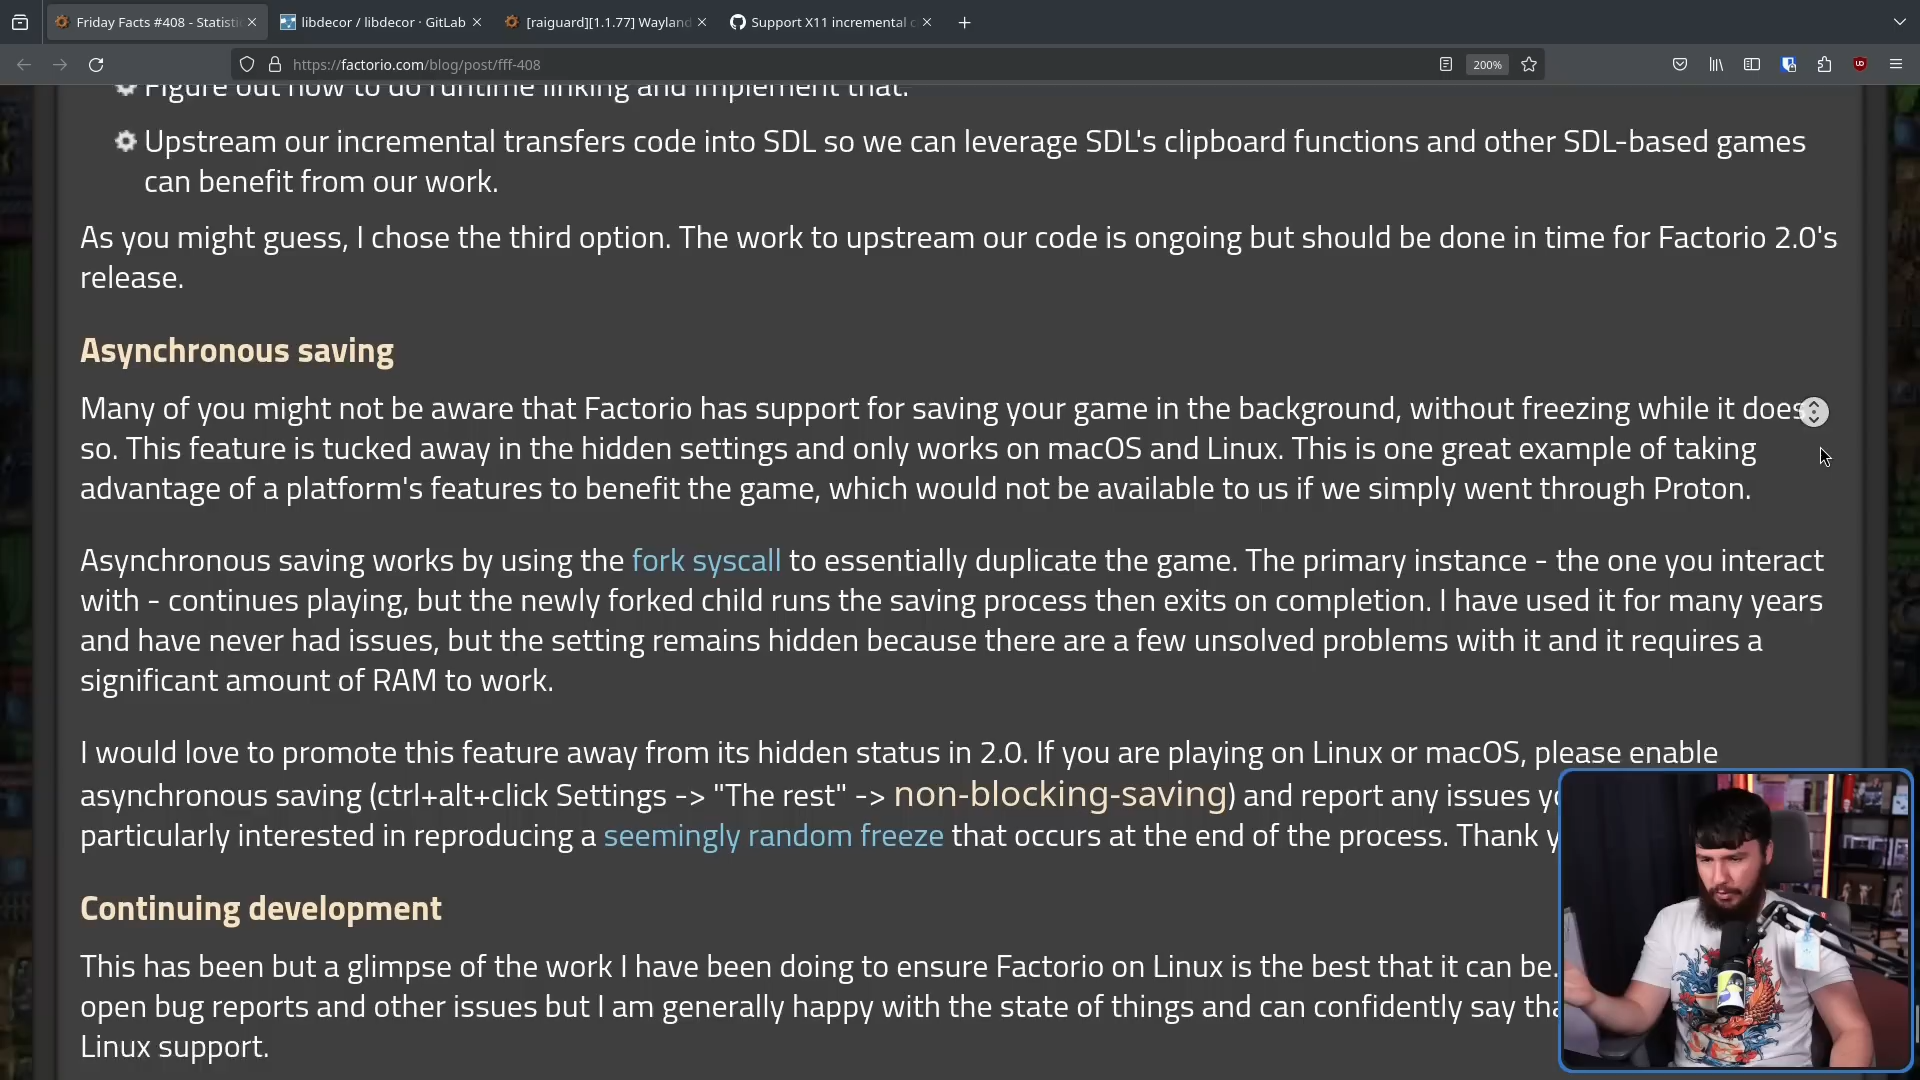 Friday Facts #408 - Statisti
libdecor / libdecor · GitLab
[raiguard][1.1.77] Wayland
Support X11 incremental c
https://factorio.com/blog/post/fff-408
200%
Figure out how to do runtime linking and implement that.
Upstream our incremental transfers code into SDL so we can leverage SDL's clipboard functions and other SDL-based games
can benefit from our work.
As you might guess, I chose the third option. The work to upstream our code is ongoing but should be done in time for Factorio 2.0's
release.
Asynchronous saving
Many of you might not be aware that Factorio has support for saving your game in the background, without freezing while it does
so. This feature is tucked away in the hidden settings and only works on macOS and Linux. This is one great example of taking
advantage of a platform's features to benefit the game, which would not be available to us if we simply went through Proton.
Asynchronous saving works by using the fork syscall to essentially duplicate the game. The primary instance - the one you interact
with - continues playing, but the newly forked child runs the saving process then exits on completion. I have used it for many years
and have never had issues, but the setting remains hidden because there are a few unsolved problems with it and it requires a
significant amount of RAM to work.
I would love to promote this feature away from its hidden status in 2.0. If you are playing on Linux or macOS, please enable
asynchronous saving (ctrl+alt+click Settings -> "The rest" -> non-blocking-saving) and report any issues yo
particularly interested in reproducing a seemingly random freeze that occurs at the end of the process. Thank y
Continuing development
This has been but a glimpse of the work I have been doing to ensure Factorio on Linux is the best that it can be.
open bug reports and other issues but I am generally happy with the state of things and can confidently say tha
Linux support.